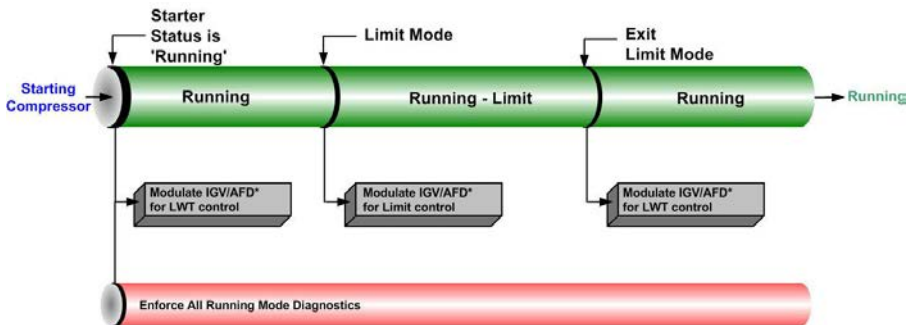 Starter
Status is
'Running'
Limit Mode
Exit
Limit Mode
Starting
Compressor
Running
Running - Limit
Running
Running
Modulate IGV/AFD*
for LWT control
Modulate IGV/AFD*
for Limit control
Modulate IGV/AFD*
for LWT control
Enforce All Running Mode Diagnostics